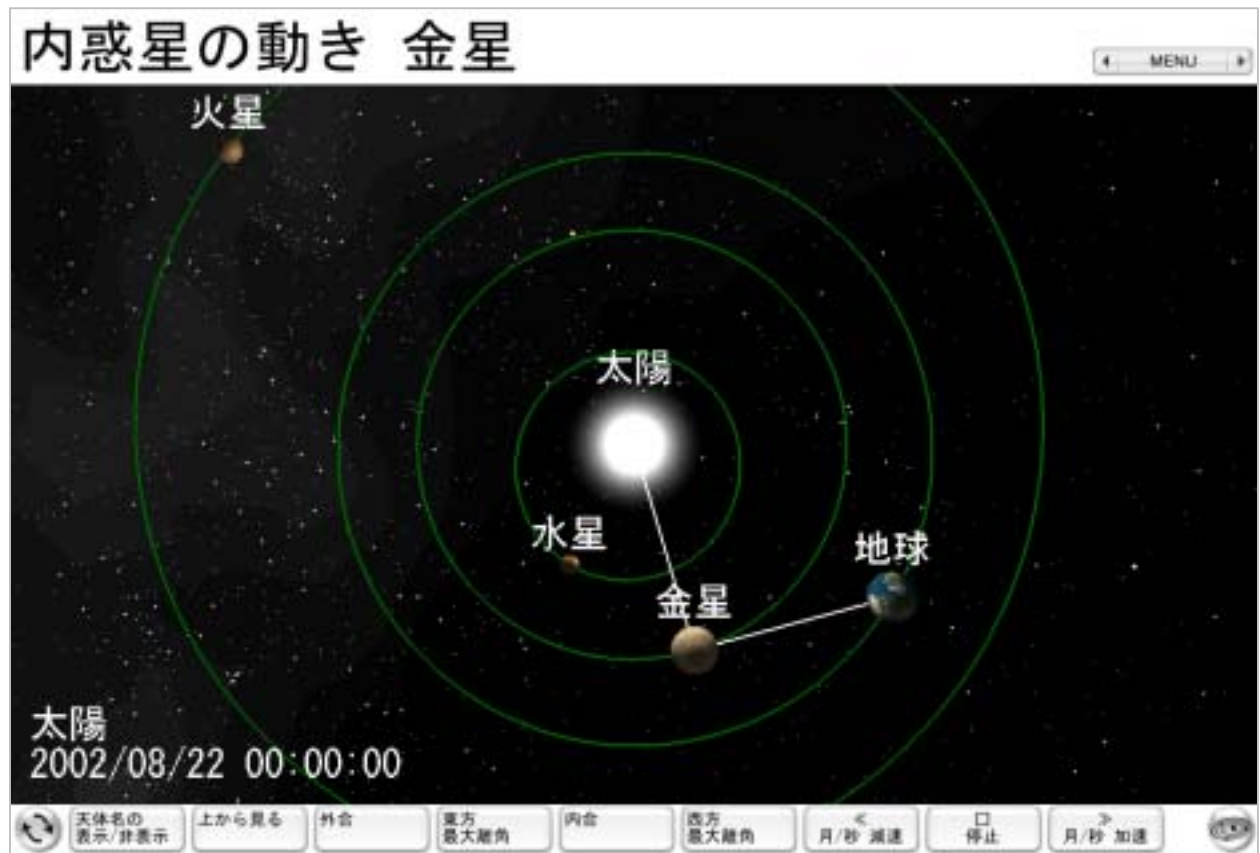 内惑星の動き 金星
MENU
火星
太陽
水星
地球
金星
太陽
2002/08/22 00:00:00
天体名の
表示/非表示
上から見る
外合
東方
最大離角
内合
西方
最大離角
≪
月/秒 減速
□
停止
≫
月/秒 加速